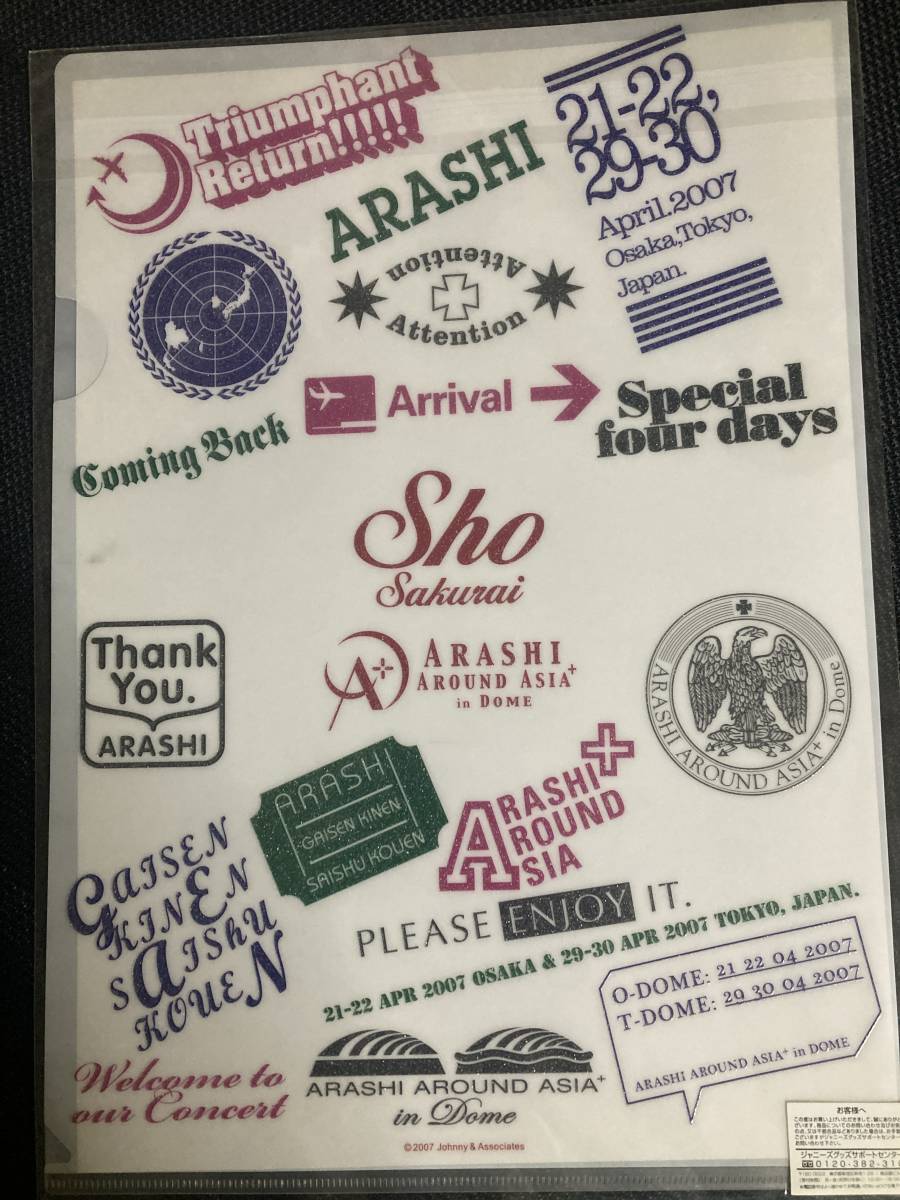 Triumphant
Return!!!!!
ARASHI
21-22,
29-30
April.2007
Osaka,Tokyo,
Japan.
Attention
Attention
Arrival
Special
four days
Coming Back
Sho
Sakurai
Thank
You.
ARASHI
A+
ARASHI
AROUND ASIA+
in DOME
ARASHI AROUND ASIA+ in Dome
ARASHI
GAISEN KINEN
SAISHU KOUEN
ARASHI+
AROUND
ASIA
GAISEN
KINEN
SAIShU
KOUEN
PLEASE ENJOY IT.
21-22 APR 2007 OSAKA & 29-30 APR 2007 TOKYO, JAPAN.
O-DOME: 21 22 04 2007
T-DOME: 29 30 04 2007
ARASHI AROUND ASIA+ in DOME
Welcome to
our Concert
ARASHI AROUND ASIA+
in Dome
©2007 Johnny & Associates
お客様へ
ジャニーズグッズサポートセンター
0120-382-31